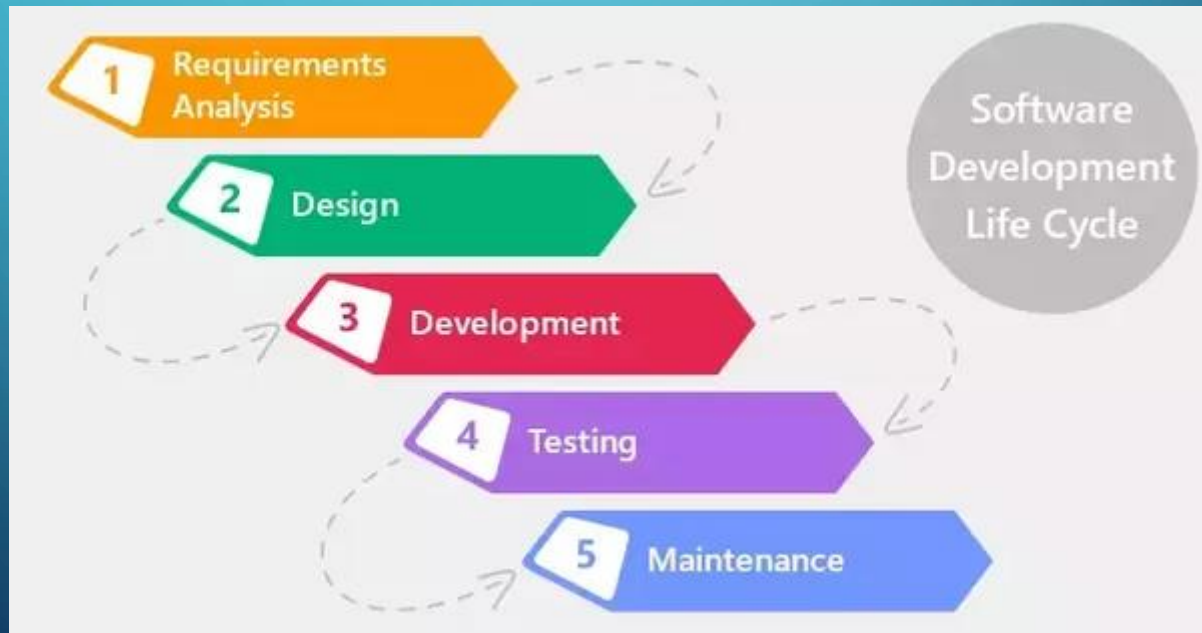 1
Requirements
Analysis
2
Design
3
Development
4
Testing
5
Maintenance
Software
Development
Life Cycle